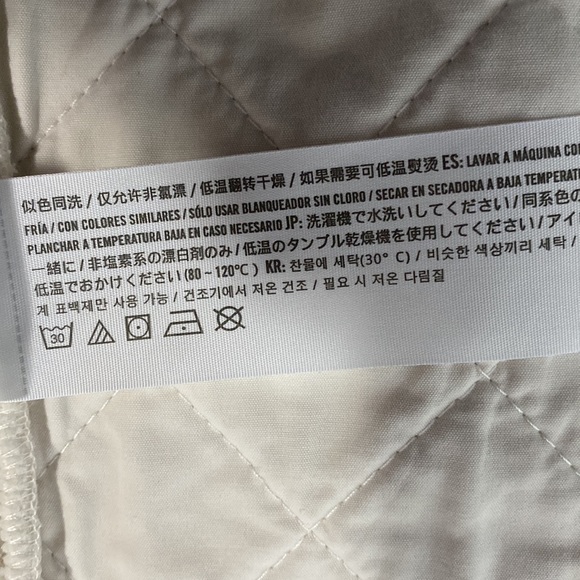 似色同洗 / 仅允许非氯漂 / 低温翻转干燥 / 如果需要可低温熨烫 ES: LAVAR A MÁQUINA CON
FRÍA / CON COLORES SIMILARES / SÓLO USAR BLANQUEADOR SIN CLORO / SECAR EN SECADORA A BAJA TEMPERATU
PLANCHAR A TEMPERATURA BAJA EN CASO NECESARIO JP: 洗濯機で水洗いしてください / 同系色の
一緒に / 非塩素系の漂白剤のみ / 低温のタンブル乾燥機を使用してください / アイ
低温でおかけください (80 ~ 120°C) KR: 찬물에 세탁(30° C) / 비슷한 색상끼리 세탁 /
계 표백제만 사용 가능 / 건조기에서 저온 건조 / 필요 시 저온 다림질
30